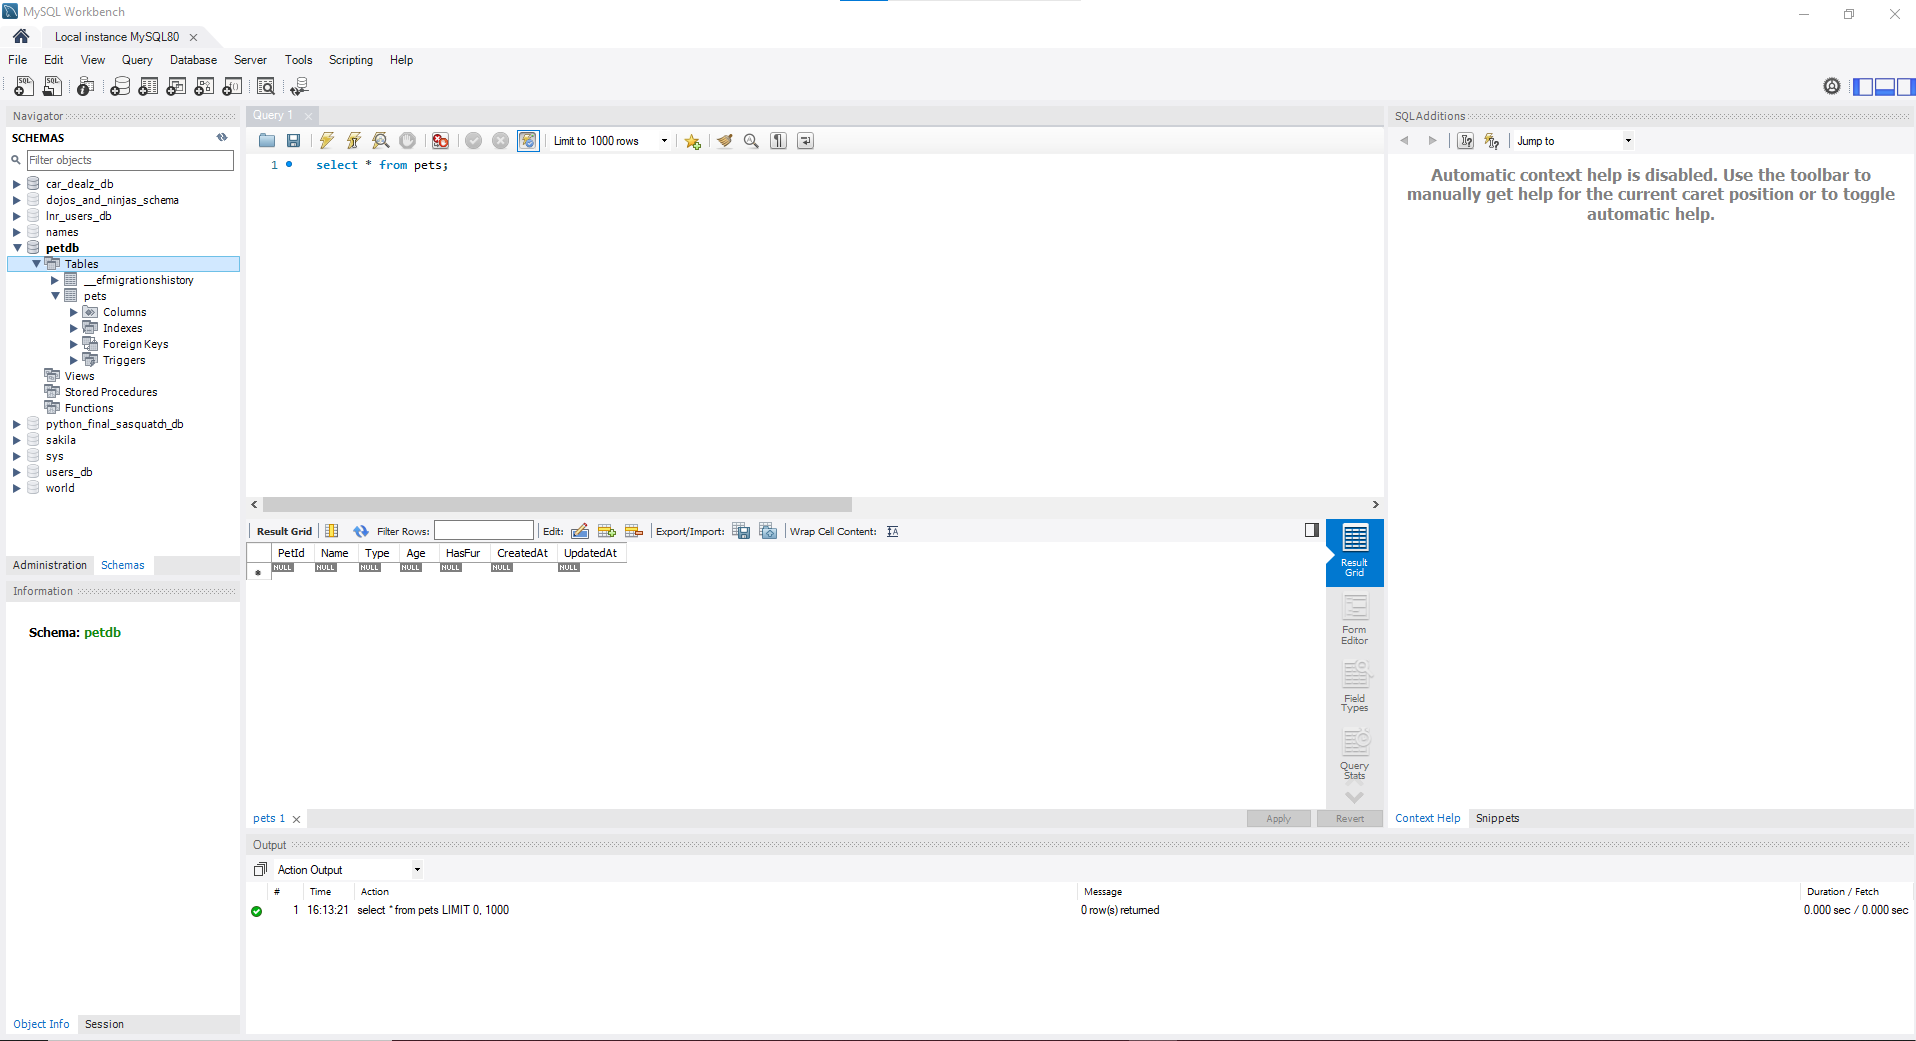 MySQL Workbench
Local instance MySQL80
File Edit View Query Database Server Tools Scripting Help
Navigator
SCHEMAS
Filter objects
car_dealz_db
dojos_and_ninjas_schema
lnr_users_db
names
petdb
Tables
__efmigrationshistory
pets
Columns
Indexes
Foreign Keys
Triggers
Views
Stored Procedures
Functions
python_final_sasquatch_db
sakila
sys
users_db
world
Administration Schemas
Information
Schema: petdb
Object Info Session
Query 1
Limit to 1000 rows
1 select * from pets;
Result Grid Filter Rows: Edit: Export/Import: Wrap Cell Content:
PetId Name Type Age HasFur CreatedAt UpdatedAt
NULL NULL NULL NULL NULL NULL NULL
Result
Grid
Form
Editor
Field
Types
Query
Stats
pets 1 Apply Revert
SQLAdditions
Jump to
Automatic context help is disabled. Use the toolbar to
manually get help for the current caret position or to toggle
automatic help.
Context Help Snippets
Output
Action Output
# Time Action Message Duration / Fetch
1 16:13:21 select * from pets LIMIT 0, 1000 0 row(s) returned 0.000 sec / 0.000 sec